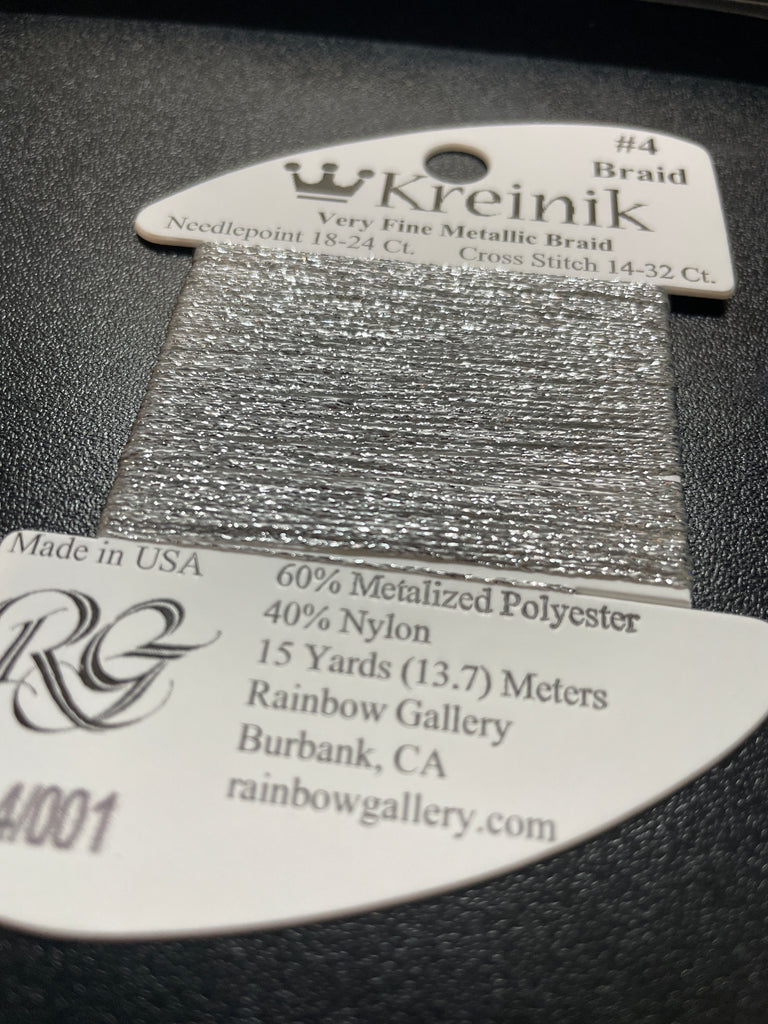 #4
Braid
Kreinik
Very Fine Metallic Braid
Needlepoint 18-24 Ct.
Cross Stitch 14-32 Ct.
Made in USA
RG
60% Metalized Polyester
40% Nylon
15 Yards (13.7) Meters
Rainbow Gallery
Burbank, CA
rainbowgallery.com
4/001